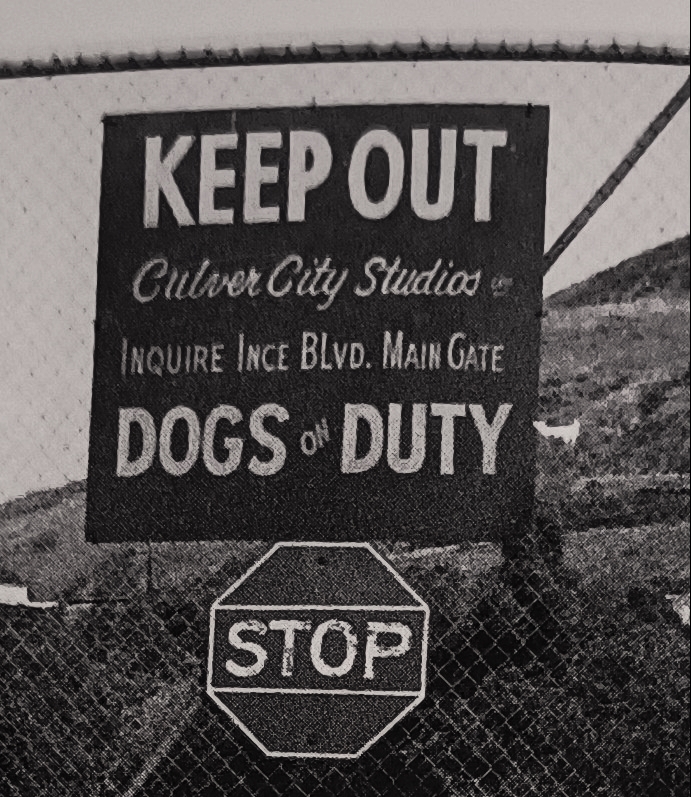 KEEP OUT
Culver City Studios
INQUIRE INCE BLVD. MAIN GATE
DOGS ON DUTY
STOP